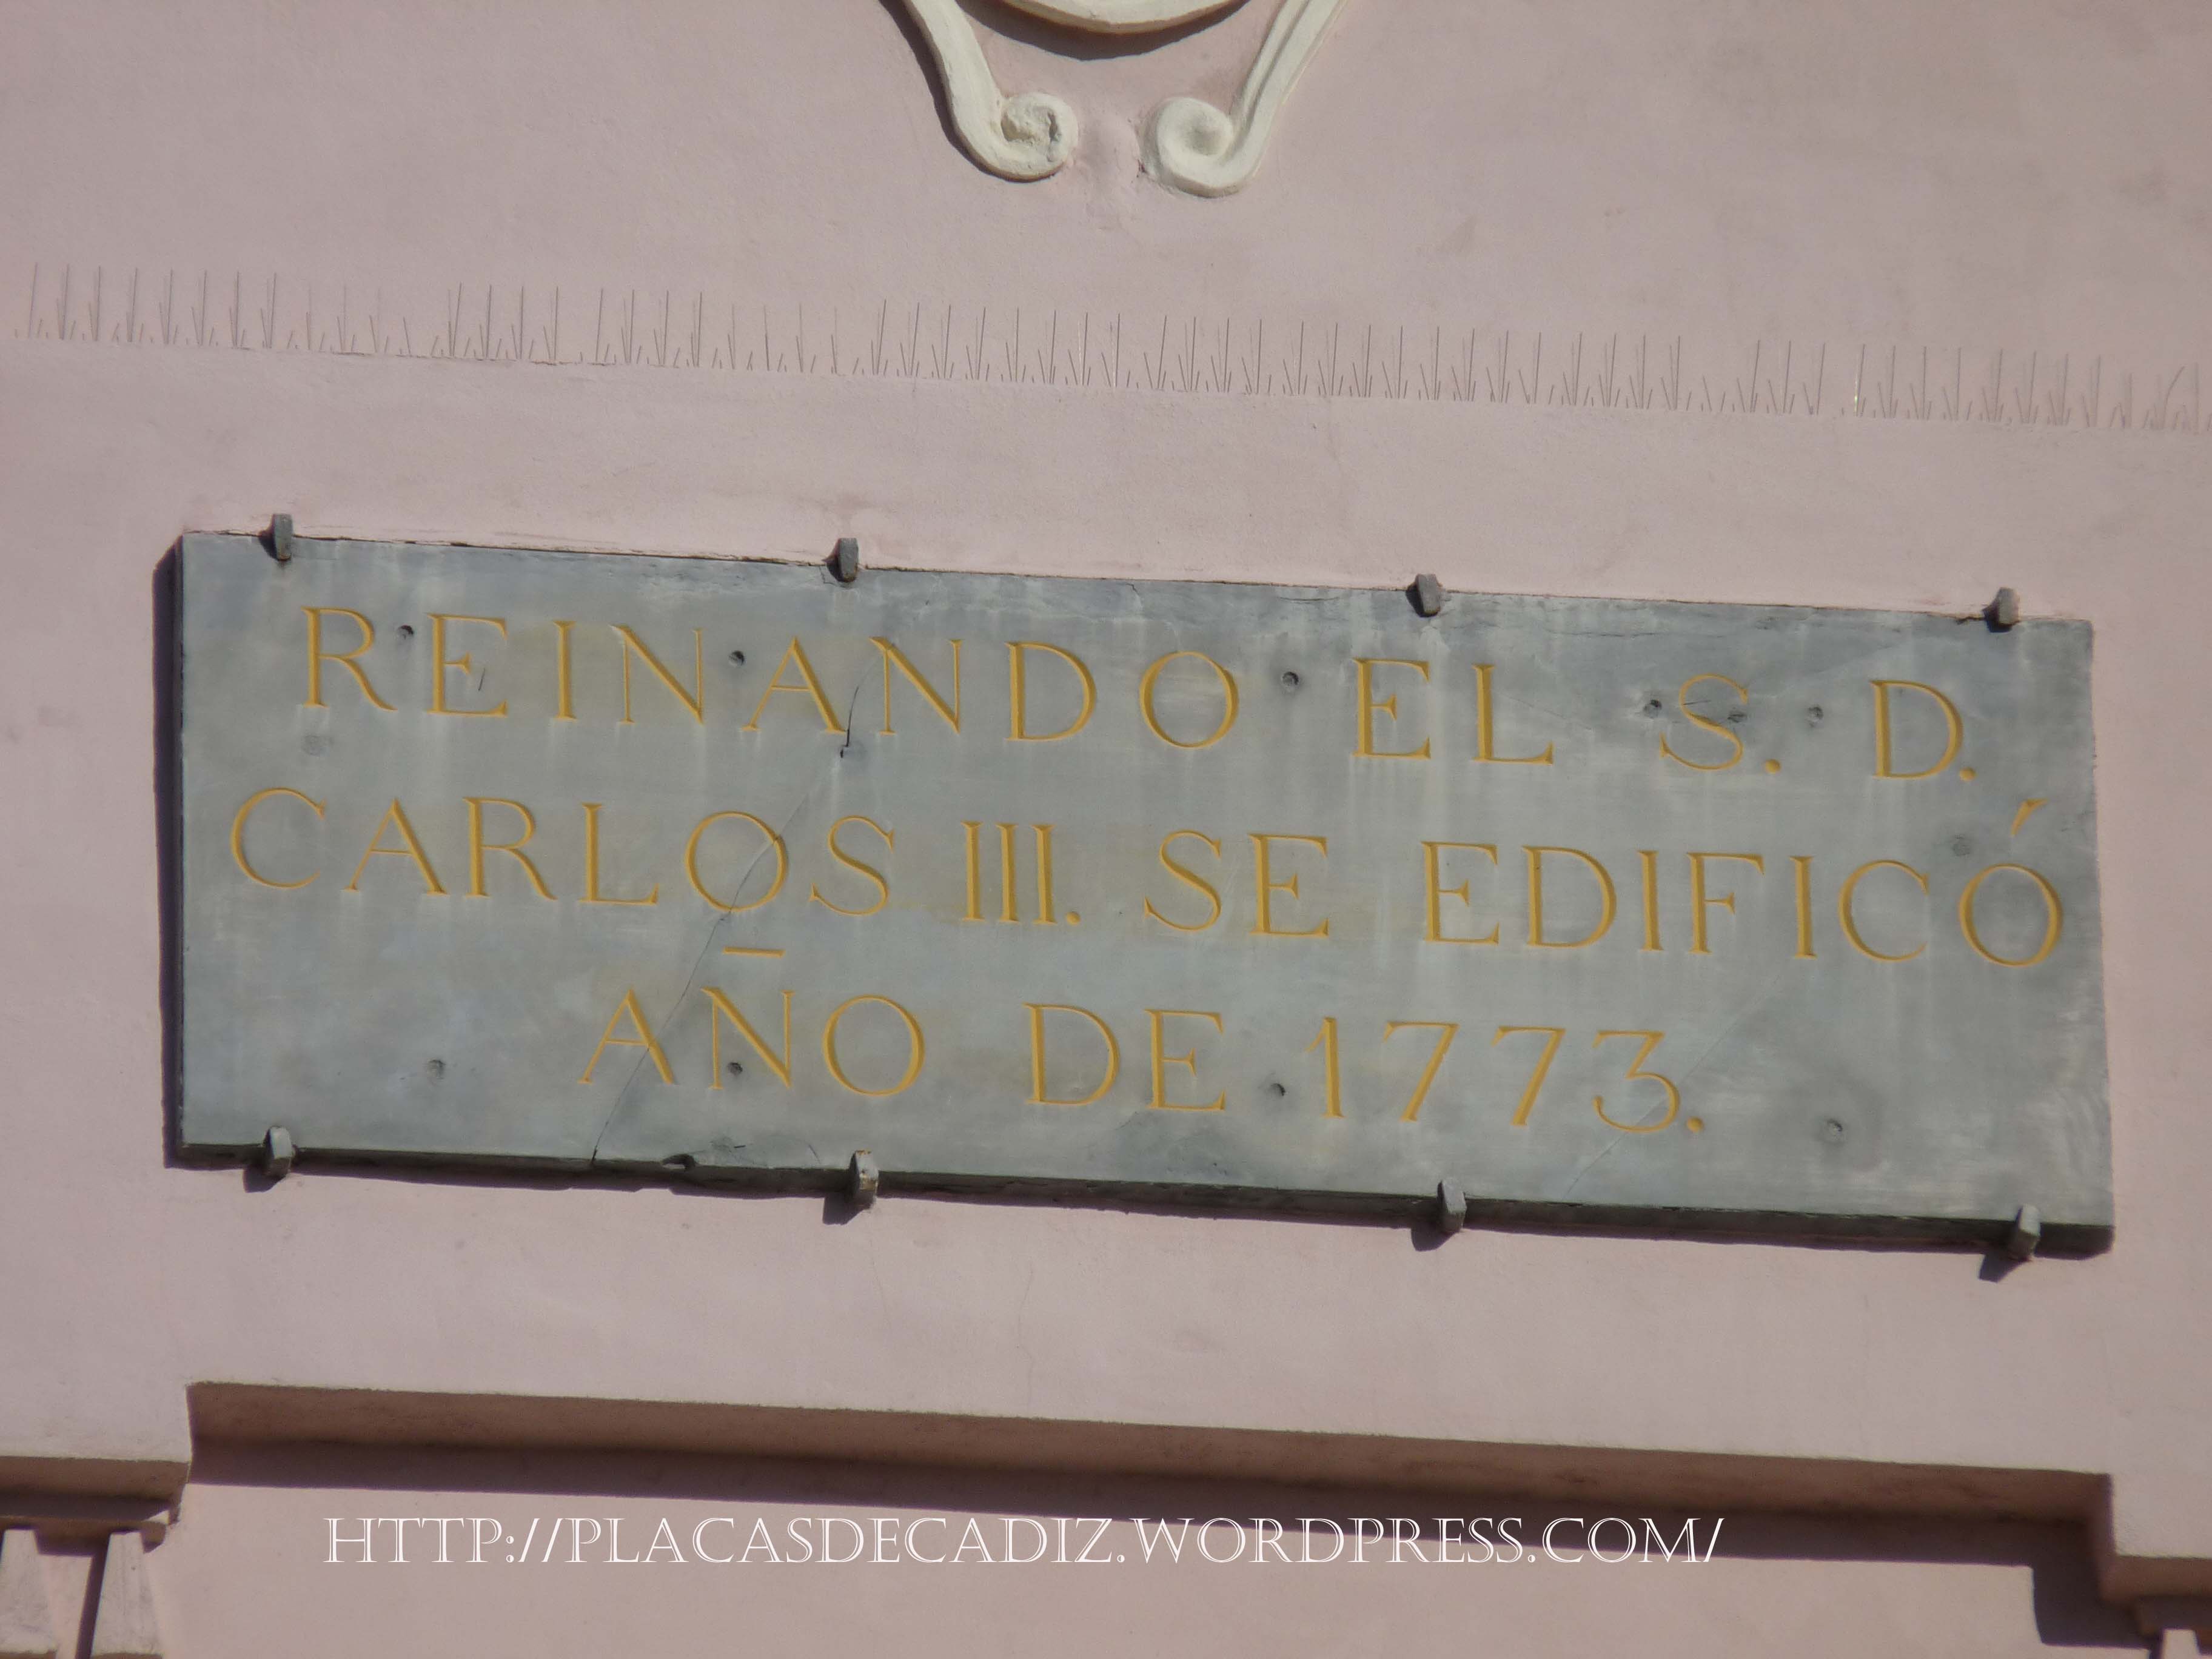 REINANDO EL S. D.
CARLOS III. SE EDIFICÓ
AÑO DE 1773.
HTTP://PLACASDECADIZ.WORDPRESS.COM/